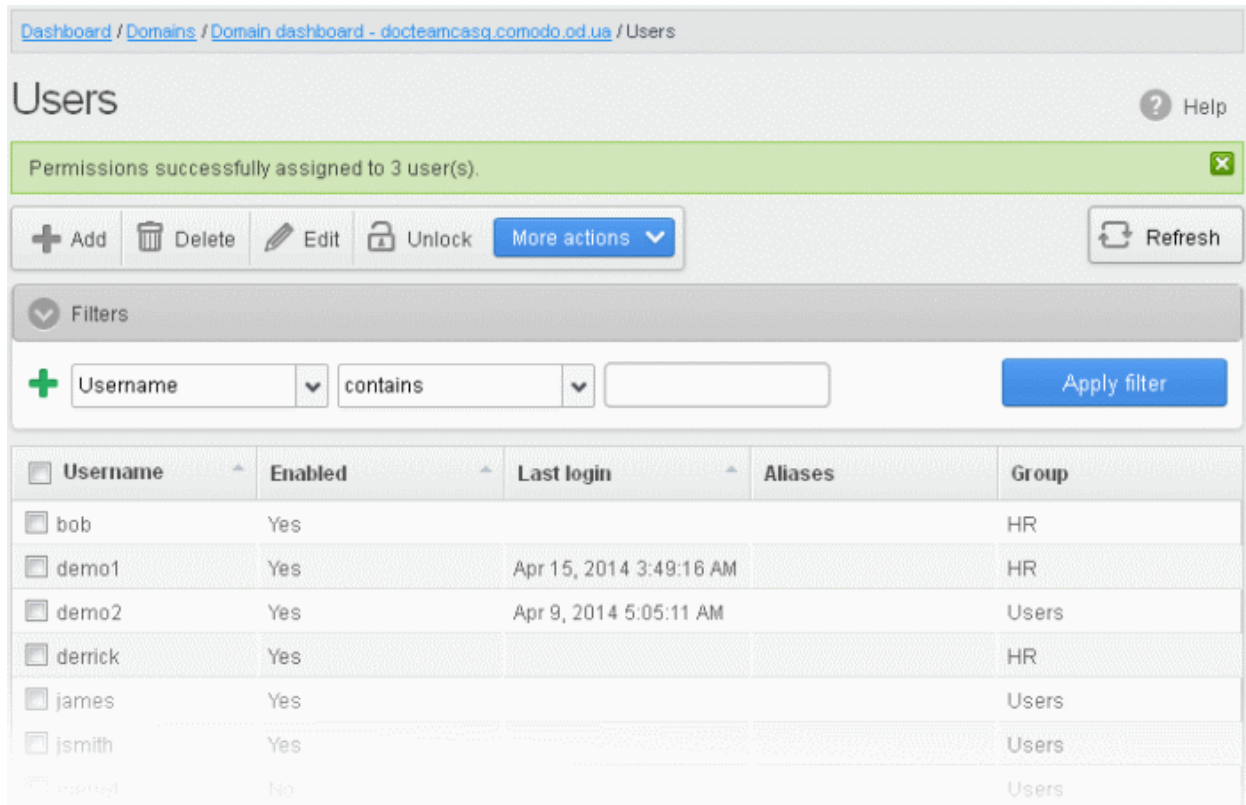 Dashboard / Domains / Domain dashboard - docteamcasg.comodo.od.ua / Users
Users
? Help
Permissions successfully assigned to 3 user(s).
Add Delete Edit Unlock More actions Refresh
Filters
Username contains Apply filter
Username Enabled Last login Aliases Group
bob Yes HR
demo1 Yes Apr 15, 2014 3:49:16 AM HR
demo2 Yes Apr 9, 2014 5:05:11 AM Users
derrick Yes HR
james Yes Users
jsmith Yes Users
No Users